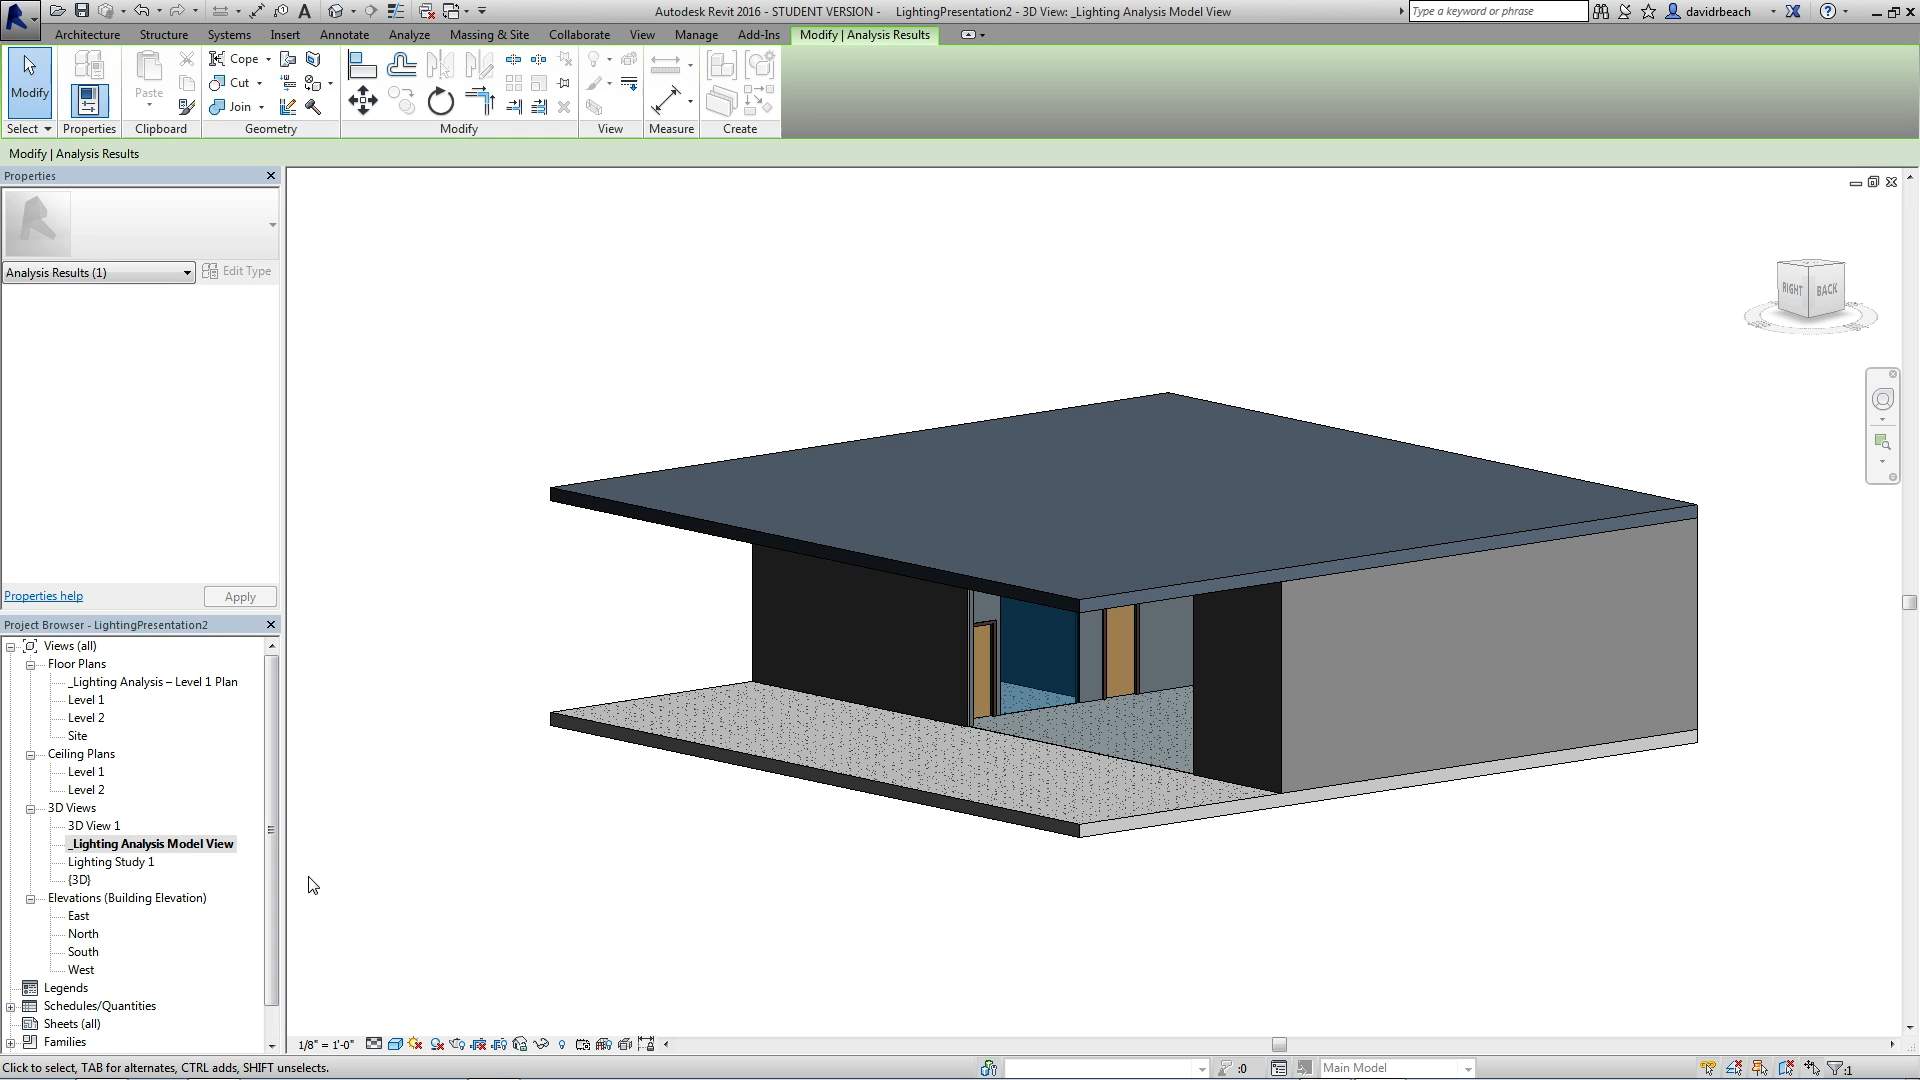 Autodesk Revit 2016 - STUDENT VERSION - LightingPresentation2 - 3D View: _Lighting Analysis Model View
Type a keyword or phrase
davidrbeach
Architecture Structure Systems Insert Annotate Analyze Massing & Site Collaborate View Manage Add-Ins Modify | Analysis Results
Modify
Paste
Cope
Cut
Join
Select Properties Clipboard Geometry Modify View Measure Create
Modify | Analysis Results
Properties
Analysis Results (1)
Edit Type
Properties help
Apply
Project Browser - LightingPresentation2
Views (all)
Floor Plans
_Lighting Analysis – Level 1 Plan
Level 1
Level 2
Site
Ceiling Plans
Level 1
Level 2
3D Views
3D View 1
_Lighting Analysis Model View
Lighting Study 1
{3D}
Elevations (Building Elevation)
East
North
South
West
Legends
Schedules/Quantities
Sheets (all)
Families
RIGHT BACK
1/8" = 1'-0"
Click to select, TAB for alternates, CTRL adds, SHIFT unselects.
:0
Main Model
:1